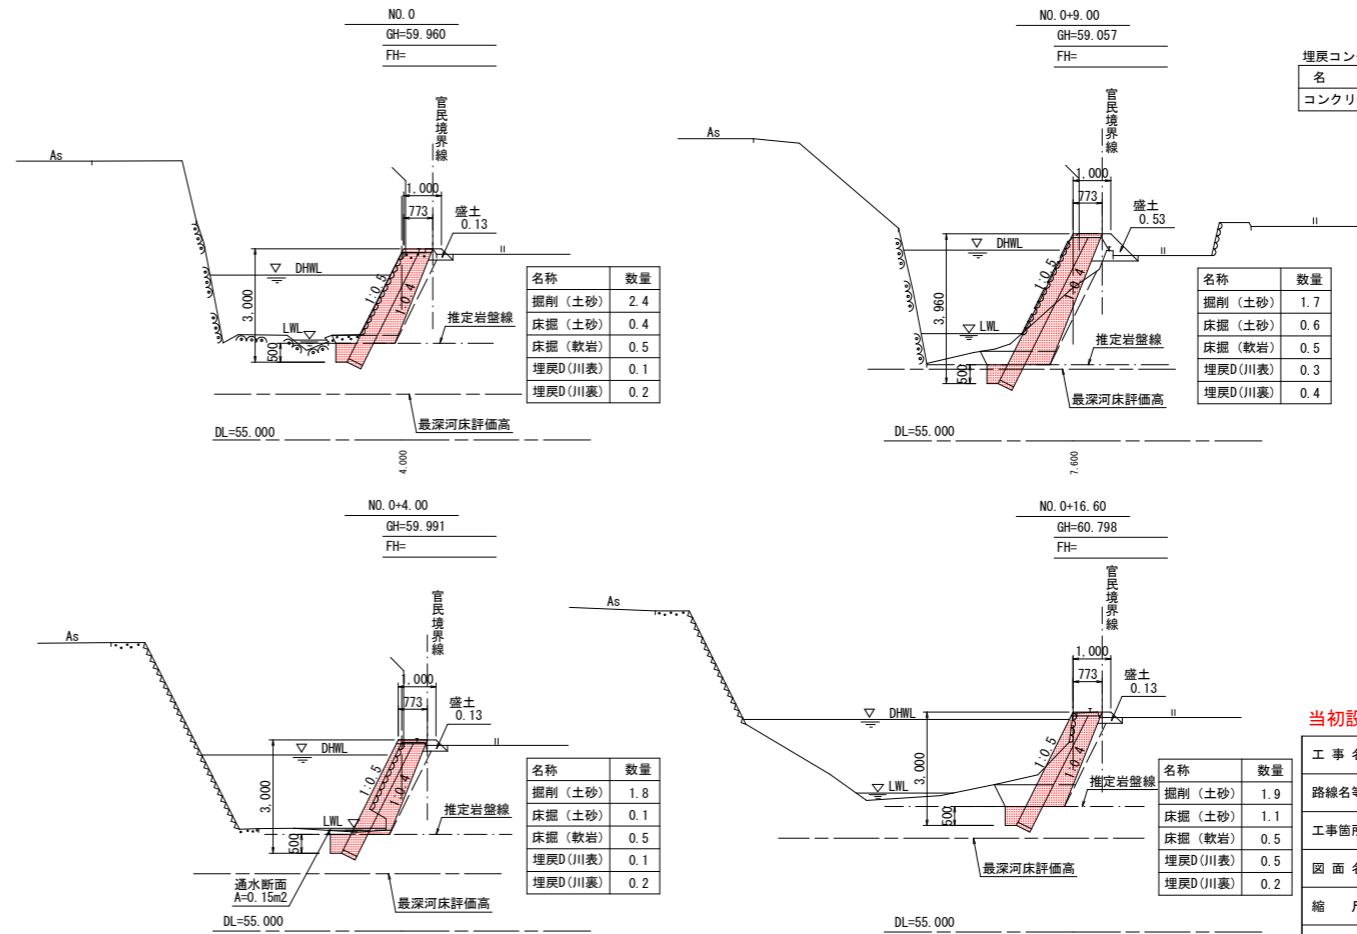 NO.0
GH=59.960
FH=
官民境界線
As
1,000
773
盛土
0.13
DHWL
1:0.5
1:0.4
3,000
LWL
500
推定岩盤線
最深河床評価高
DL=55.000
4.000
名称 数量
掘削（土砂） 2.4
床掘（土砂） 0.4
床掘（軟岩） 0.5
埋戻D(川表) 0.1
埋戻D(川裏) 0.2
NO.0+9.00
GH=59.057
FH=
官民境界線
As
1,000
773
盛土
0.53
DHWL
1:0.5
1:0.4
3,960
LWL
500
推定岩盤線
最深河床評価高
DL=55.000
7.600
名称 数量
掘削（土砂） 1.7
床掘（土砂） 0.6
床掘（軟岩） 0.5
埋戻D(川表) 0.3
埋戻D(川裏) 0.4
埋戻コン
名
コンクリ
NO.0+4.00
GH=59.991
FH=
官民境界線
As
1,000
773
盛土
0.13
DHWL
1:0.5
1:0.4
3,000
LWL
500
推定岩盤線
通水断面
A=0.15m2
最深河床評価高
DL=55.000
名称 数量
掘削（土砂） 1.8
床掘（土砂） 0.1
床掘（軟岩） 0.5
埋戻D(川表) 0.1
埋戻D(川裏) 0.2
NO.0+16.60
GH=60.798
FH=
官民境界線
As
1,000
773
盛土
0.13
DHWL
1:0.5
1:0.4
3,000
LWL
500
推定岩盤線
最深河床評価高
DL=55.000
名称 数量
掘削（土砂） 1.9
床掘（土砂） 1.1
床掘（軟岩） 0.5
埋戻D(川表) 0.5
埋戻D(川裏) 0.2
当初設
工事名
路線名等
工事箇所
図面名
縮尺